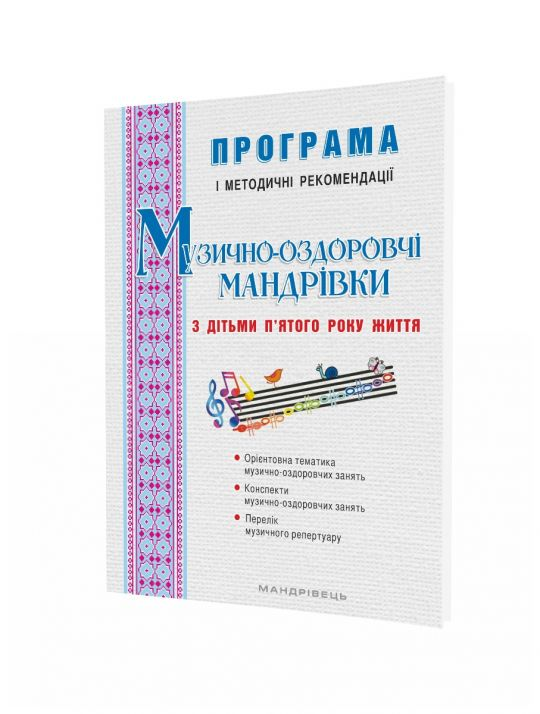 ПРОГРАМА
І МЕТОДИЧНІ РЕКОМЕНДАЦІЇ
МУЗИЧНО-ОЗДОРОВЧІ
МАНДРІВКИ
З ДІТЬМИ П'ЯТОГО РОКУ ЖИТТЯ
• Орієнтовна тематика
музично-оздоровчих занять
• Конспекти
музично-оздоровчих занять
• Перелік
музичного репертуару
МАНДРІВЕЦЬ